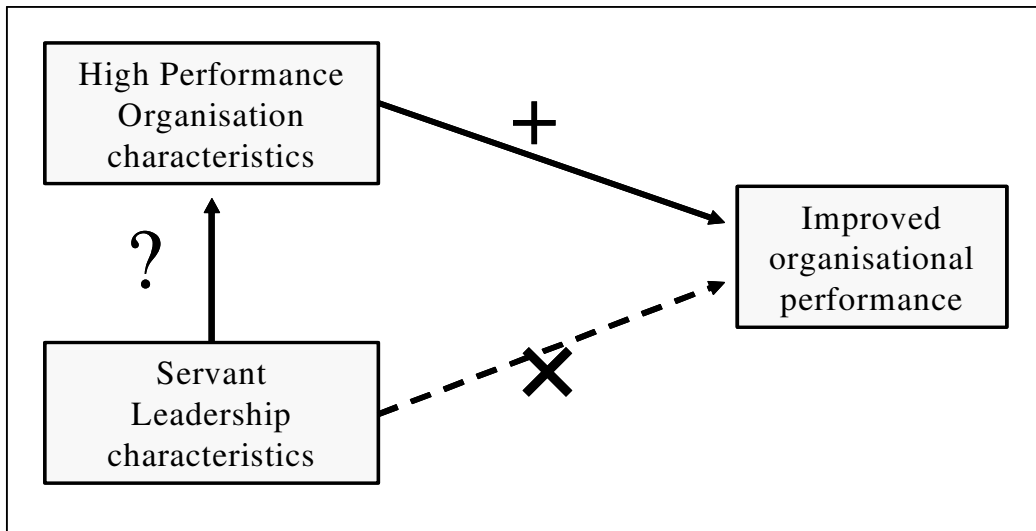 High Performance
Organisation
characteristics
+
Improved
organisational
performance
?
Servant
Leadership
characteristics
×